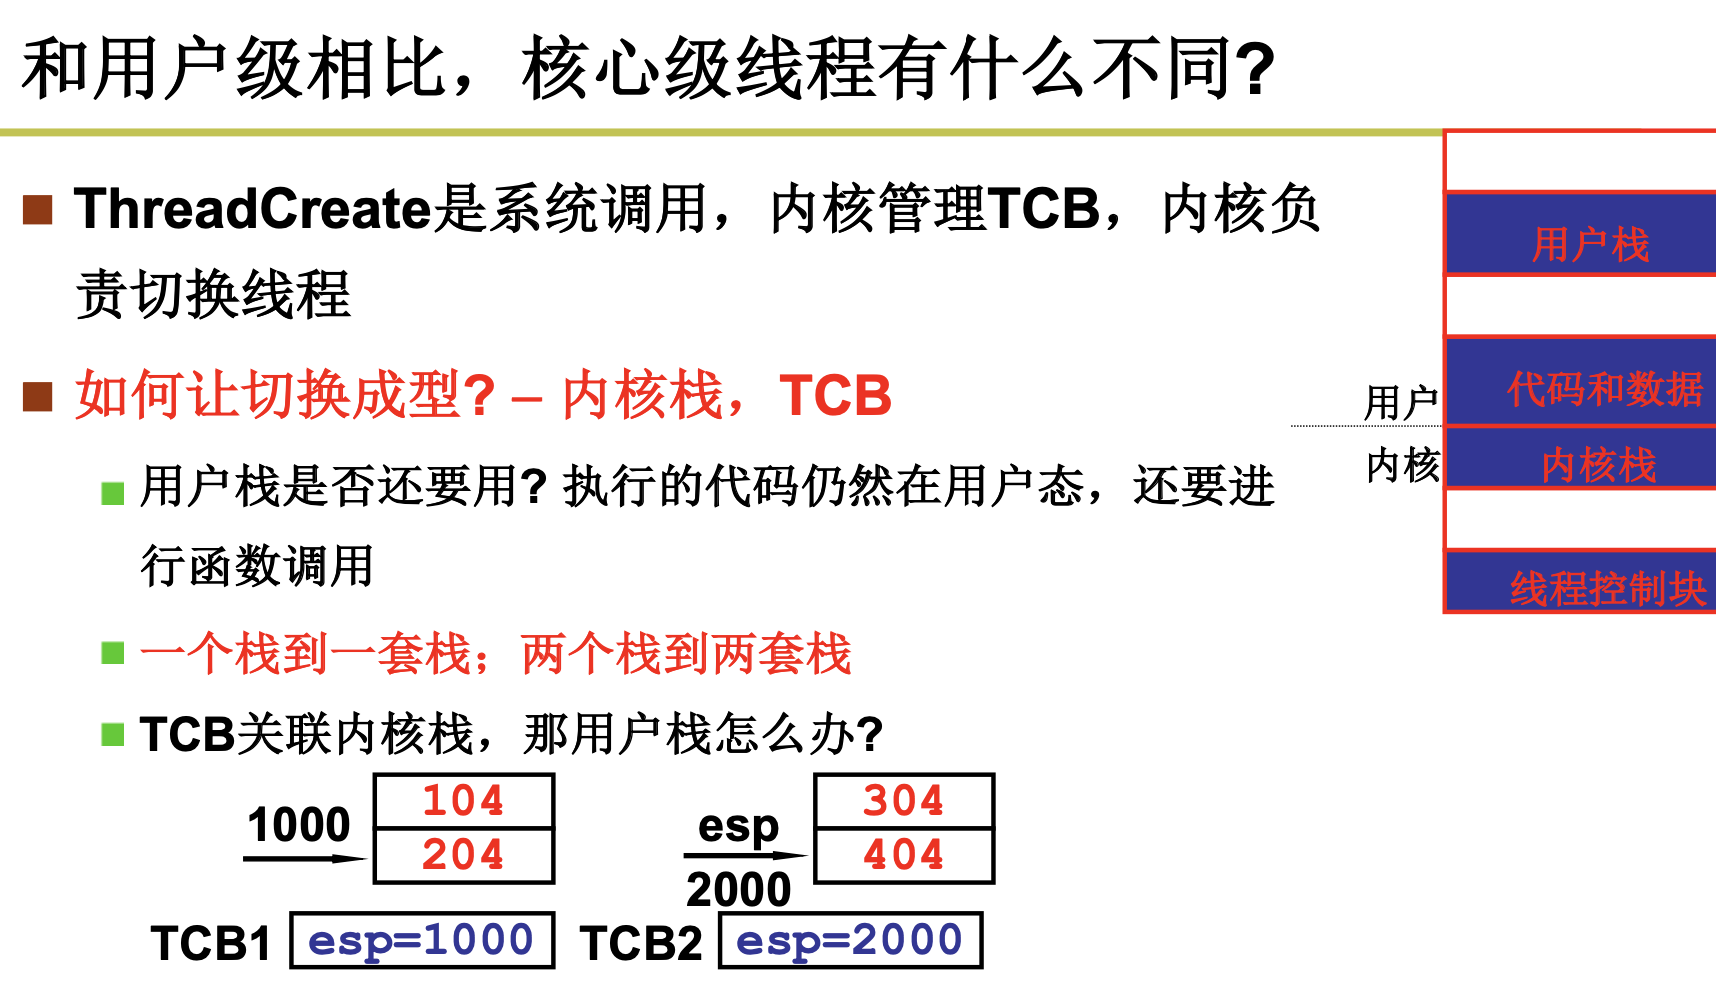 和用户级相比，核心级线程有什么不同?
ThreadCreate是系统调用，内核管理TCB，内核负
责切换线程
如何让切换成型? – 内核栈，TCB
用户栈是否还要用? 执行的代码仍然在用户态，还要进
行函数调用
一个栈到一套栈；两个栈到两套栈
TCB关联内核栈，那用户栈怎么办?
用户栈
代码和数据
用户
内核
内核栈
线程控制块
1000
104
204
esp
2000
304
404
TCB1
esp=1000
TCB2
esp=2000